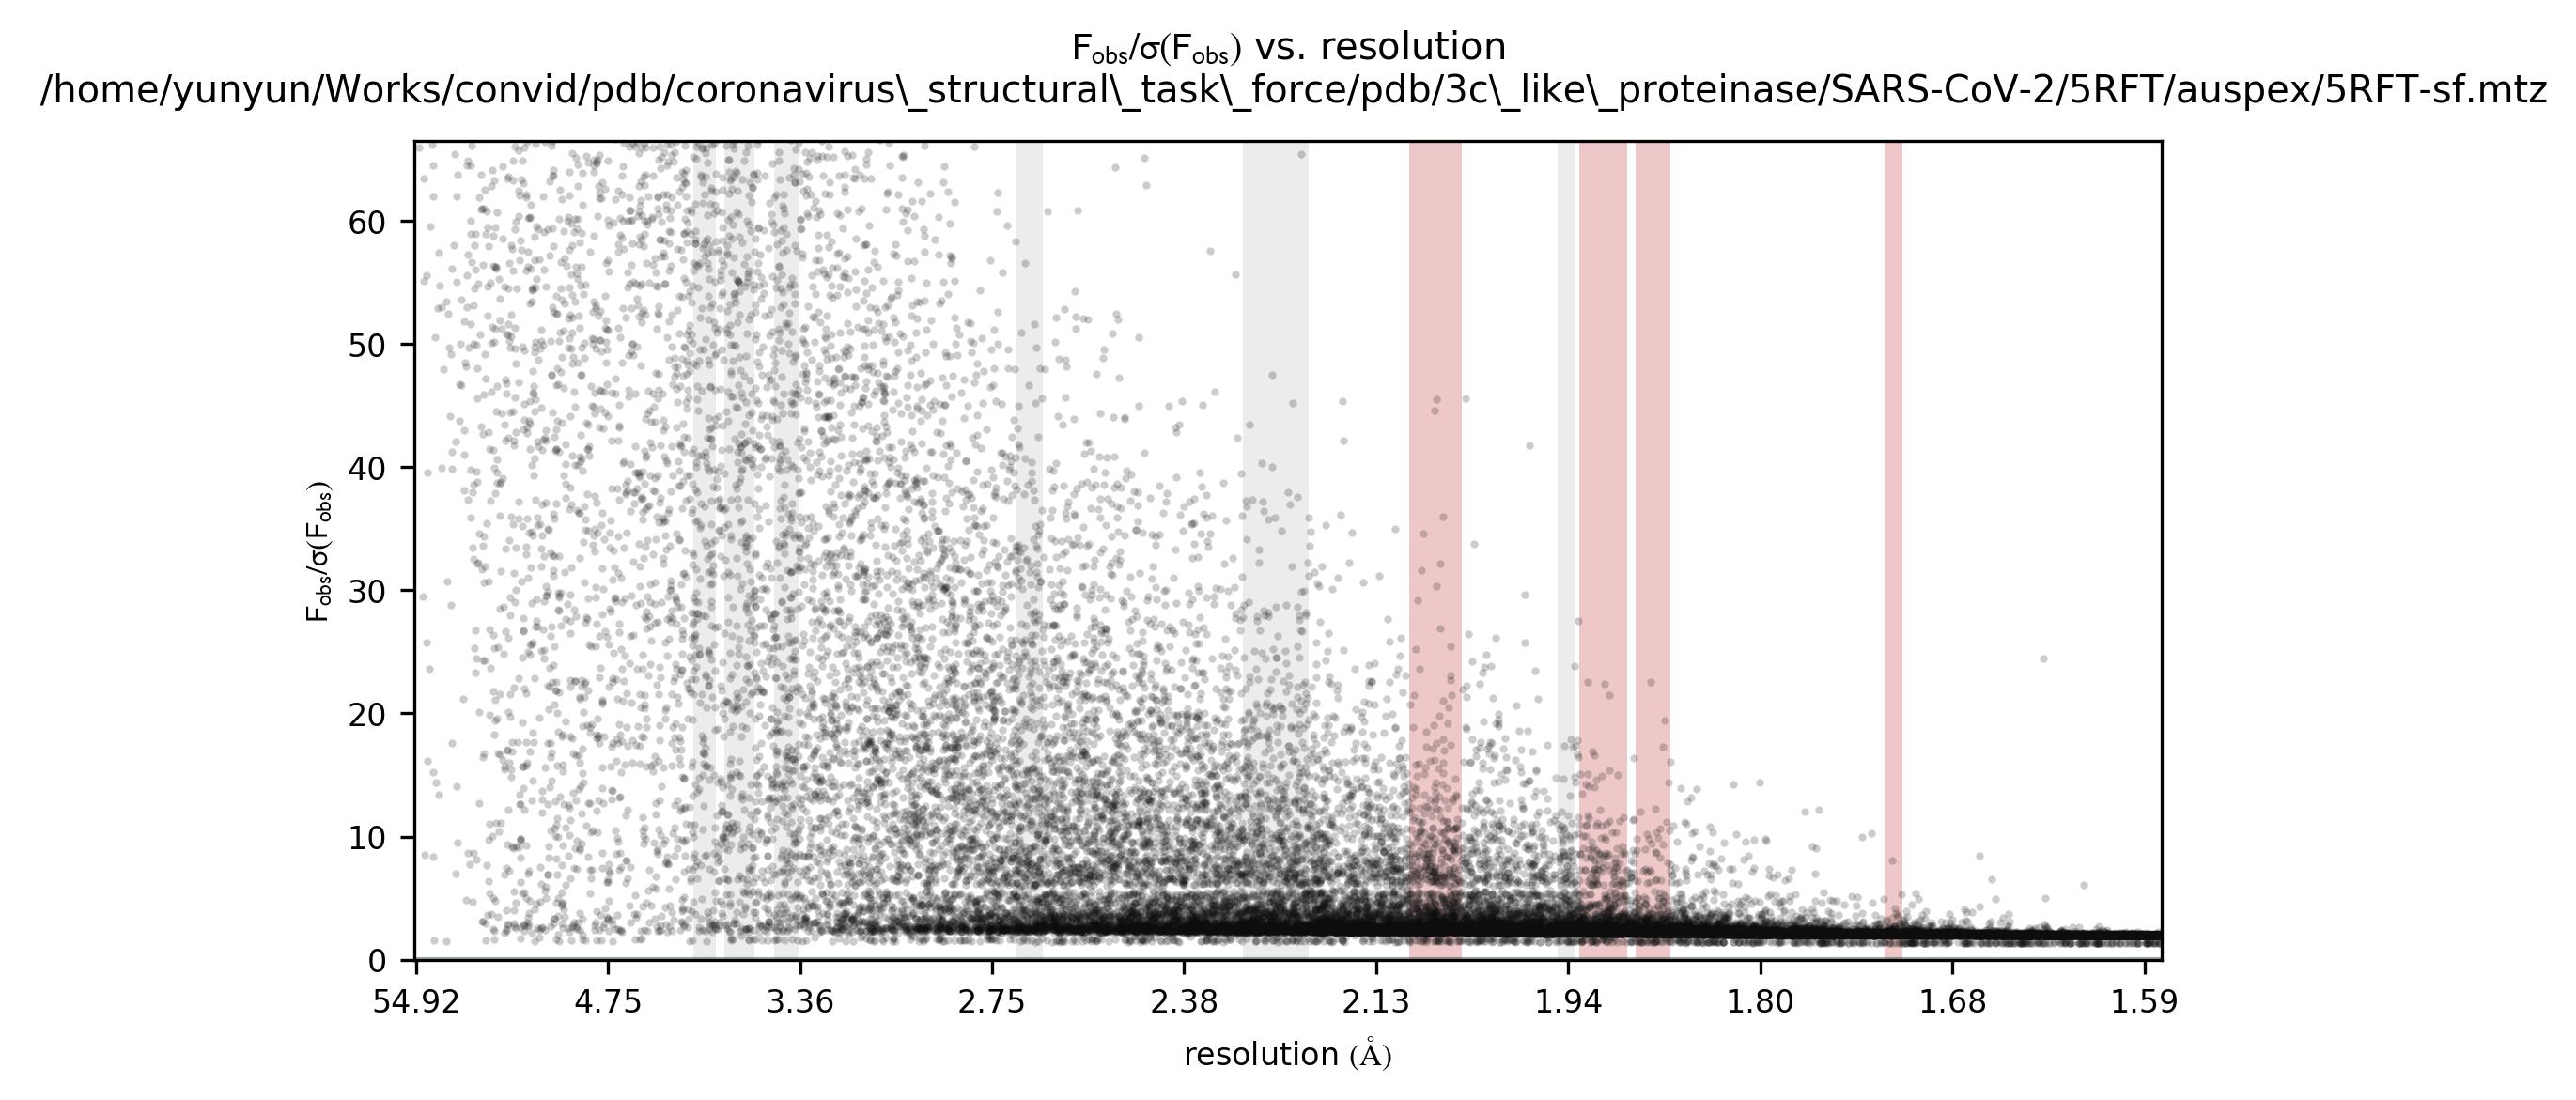 Fobs/σ(Fobs) vs. resolution
/home/yunyun/Works/convid/pdb/coronavirus\_structural\_task\_force/pdb/3c\_like\_proteinase/SARS-CoV-2/5RFT/auspex/5RFT-sf.mtz
Fobs/σ(Fobs)
60
50
40
30
20
10
0
54.92 4.75 3.36 2.75 2.38 2.13 1.94 1.80 1.68 1.59
resolution (Å)